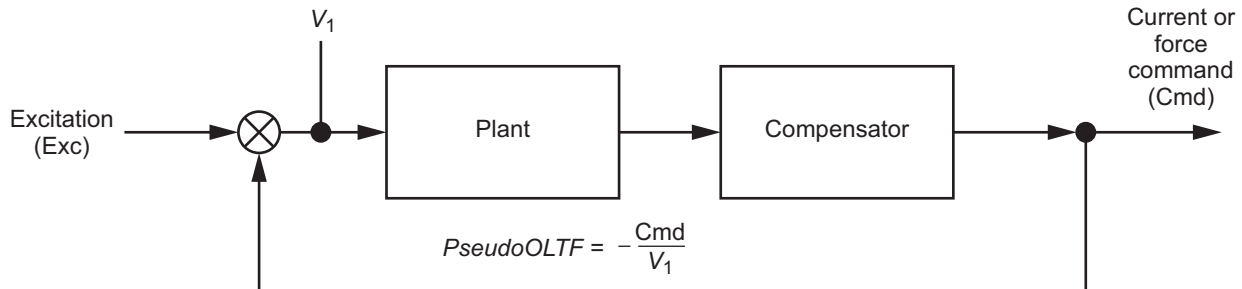 V1
Current or
force
command
(Cmd)
Excitation
(Exc)
Plant
Compensator
PseudoOLTF = − Cmd
V1